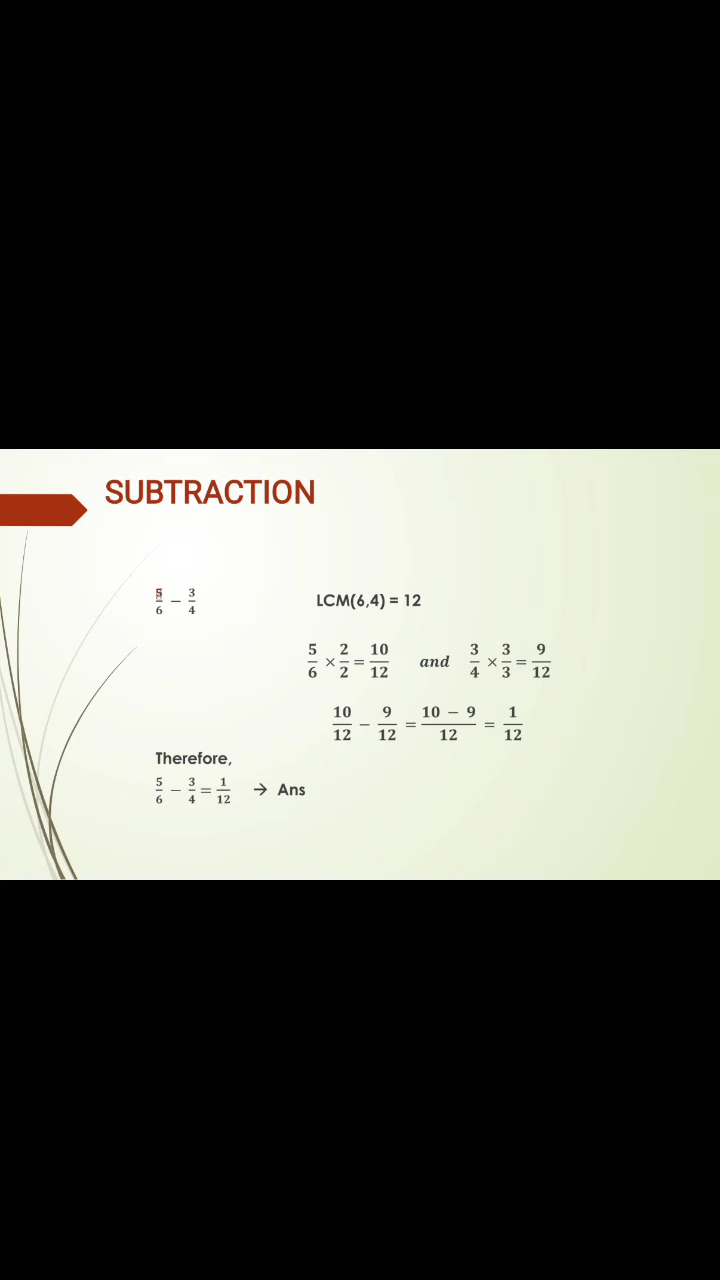 SUBTRACTION
5/6 − 3/4
LCM(6,4) = 12
5/6 × 2/2 = 10/12 and 3/4 × 3/3 = 9/12
10/12 − 9/12 = 10 − 9/12 = 1/12
Therefore,
5/6 − 3/4 = 1/12 → Ans